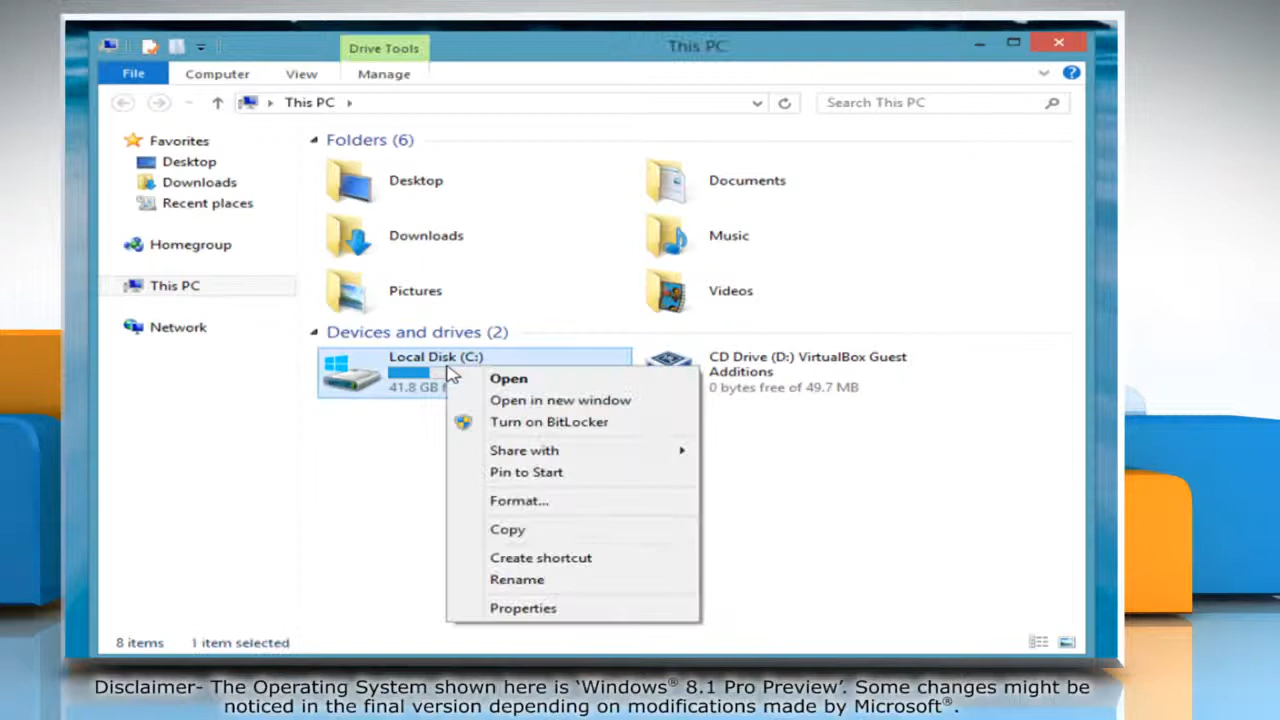 Drive Tools
This PC
File
Computer
View
Manage
This PC
Search This PC
Favorites
Desktop
Downloads
Recent places
Homegroup
This PC
Network
Folders (6)
Desktop
Documents
Downloads
Music
Pictures
Videos
Devices and drives (2)
Local Disk (C:)
41.8 GB
CD Drive (D:) VirtualBox Guest
Additions
0 bytes free of 49.7 MB
Open
Open in new window
Turn on BitLocker
Share with
Pin to Start
Format...
Copy
Create shortcut
Rename
Properties
8 items
1 item selected
Disclaimer- The Operating System shown here is ‘Windows® 8.1 Pro Preview’. Some changes might be
noticed in the final version depending on modifications made by Microsoft®.